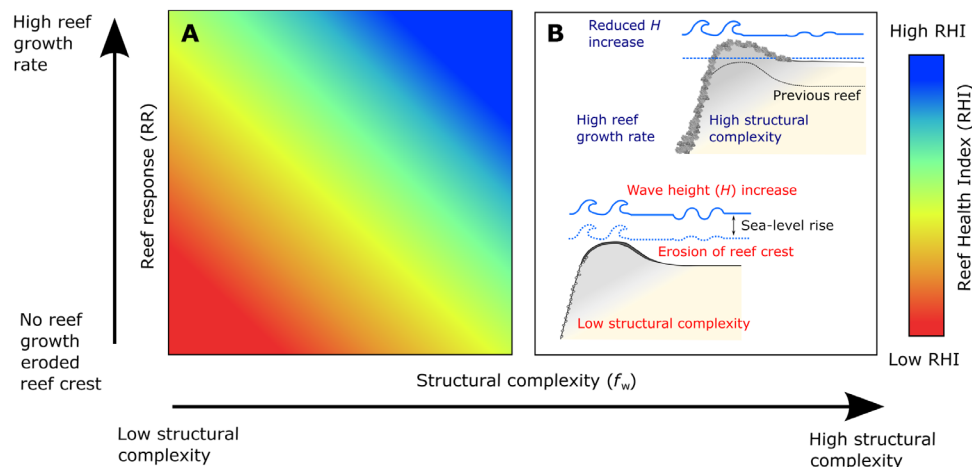 High reef
growth
rate
No reef
growth
eroded
reef crest
Reef response (RR)
A
B
Reduced H
increase
Previous reef
High reef
growth rate
High structural
complexity
Wave height (H) increase
Sea-level rise
Erosion of reef crest
Low structural complexity
High RHI
Reef Health Index (RHI)
Low RHI
Structural complexity (fw)
Low structural
complexity
High structural
complexity